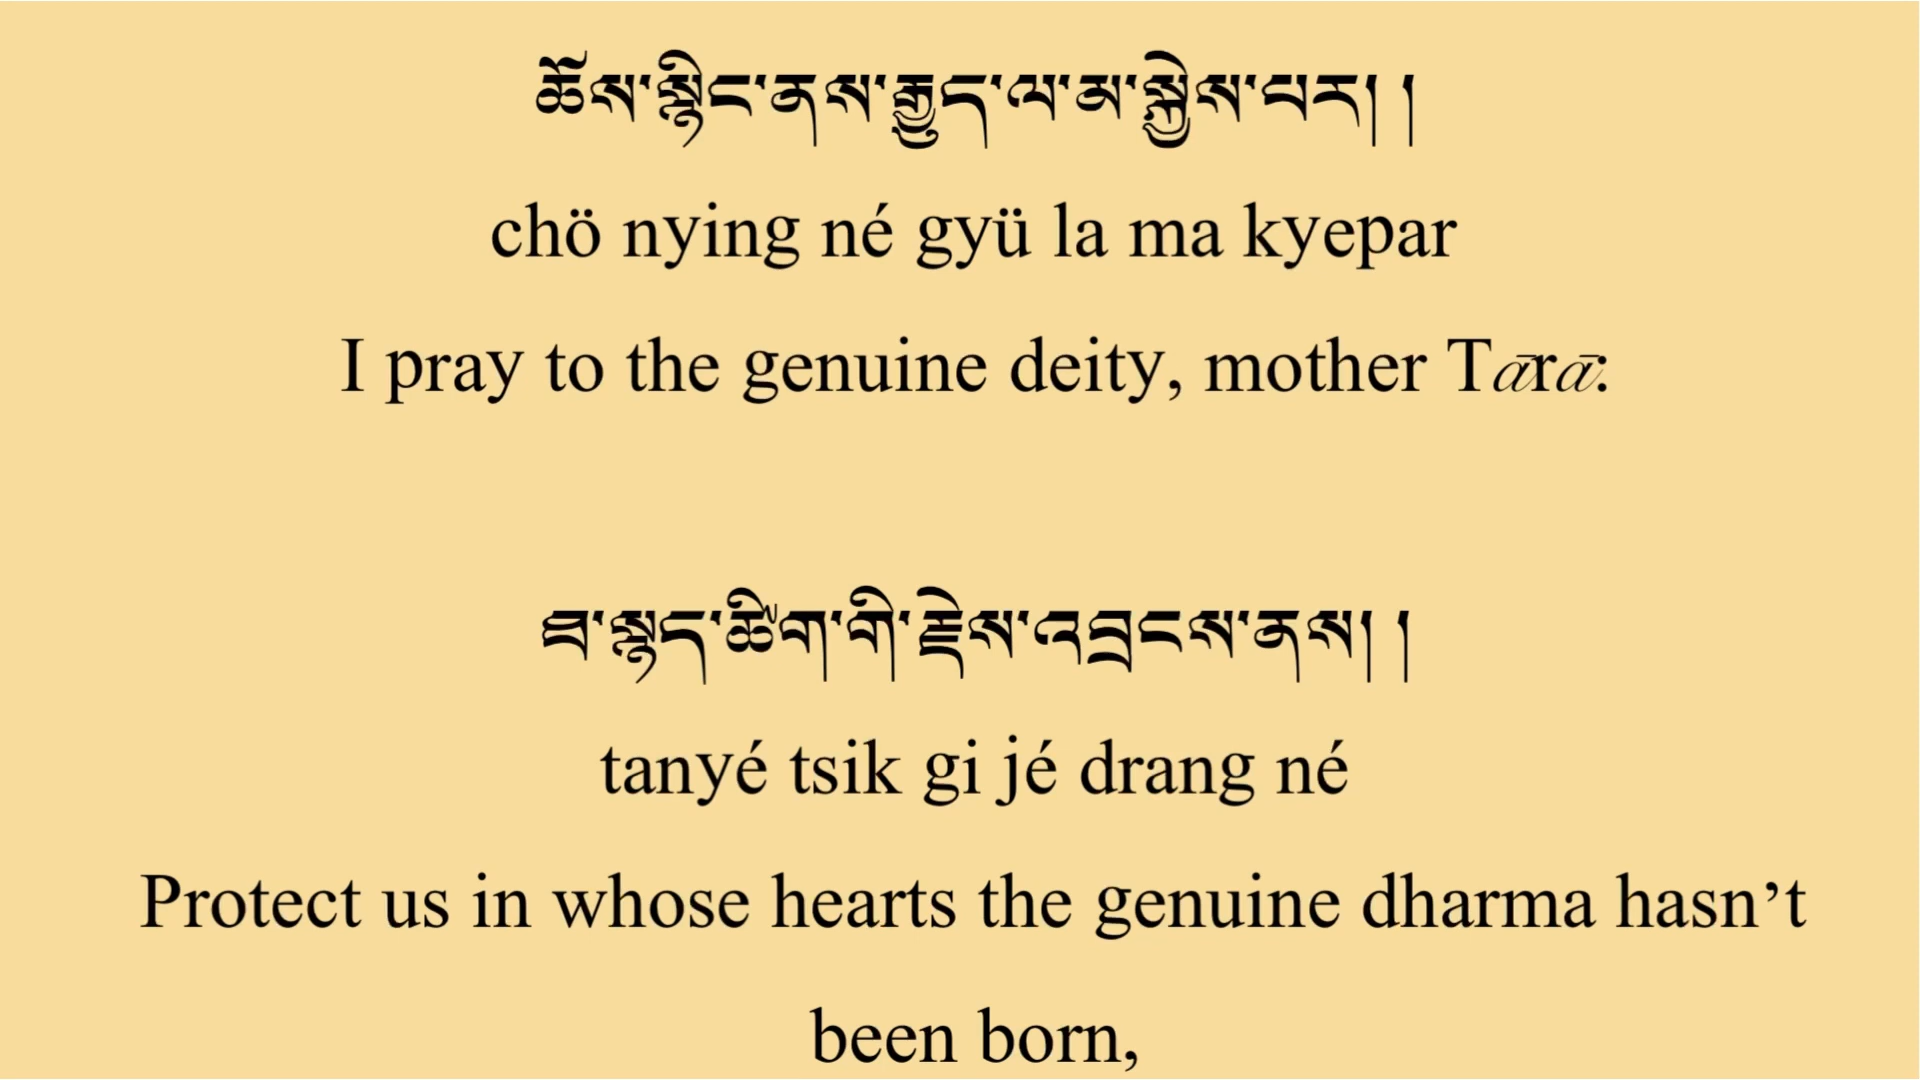 ཆོས་སྙིང་ནས་རྒྱུད་ལ་མ་སྐྱེས་པར། །
chö nying né gyü la ma kyepar
I pray to the genuine deity, mother Tārā:
ཐ་སྙད་ཚིག་གི་རྗེས་འབྲངས་ནས། །
tanyé tsik gi jé drang né
Protect us in whose hearts the genuine dharma hasn’t
been born,